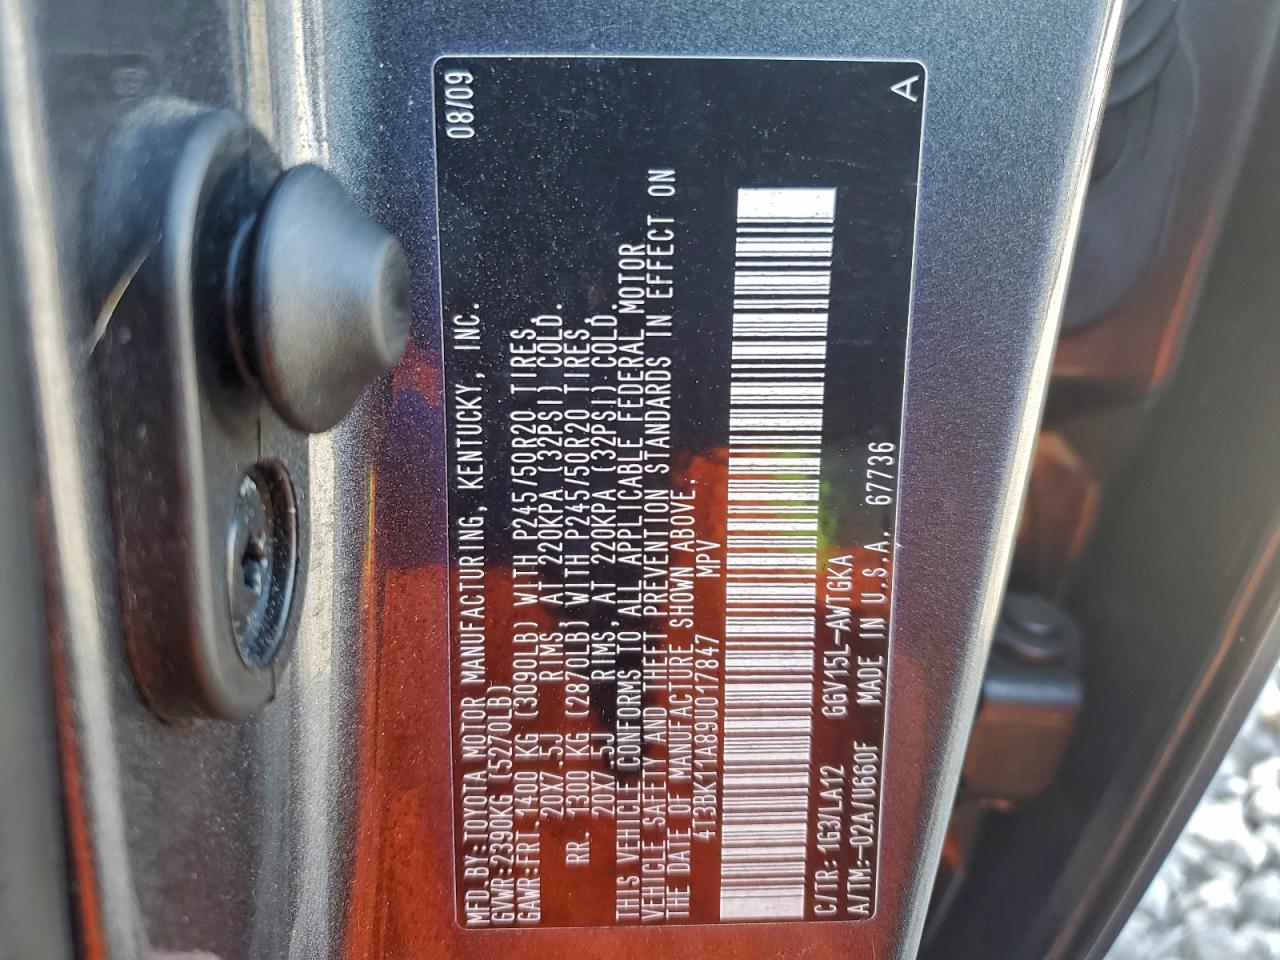 MFD.BY:TOYOTA MOTOR MANUFACTURING, KENTUCKY, INC. 08/09
GVWR:2390KG(5270LB)
GAWR:FRT 1400 KG (3090LB) WITH P245/50R20 TIRES,
20X7.5J RIMS, AT 220KPA (32PSI) COLD.
RR. 1300 KG (2870LB) WITH P245/50R20 TIRES,
20X7.5J RIMS, AT 220KPA (32PSI) COLD.
THIS VEHICLE CONFORMS TO ALL APPLICABLE FEDERAL MOTOR
VEHICLE SAFETY AND THEFT PREVENTION STANDARDS IN EFFECT ON
THE DATE OF MANUFACTURE SHOWN ABOVE.
4T3BK11A89U017847 MPV
C/TR:1G3/LA12 GGV15L-AWTGKA
A/TM:-02A/U660F MADE IN U.S.A. 67736 A